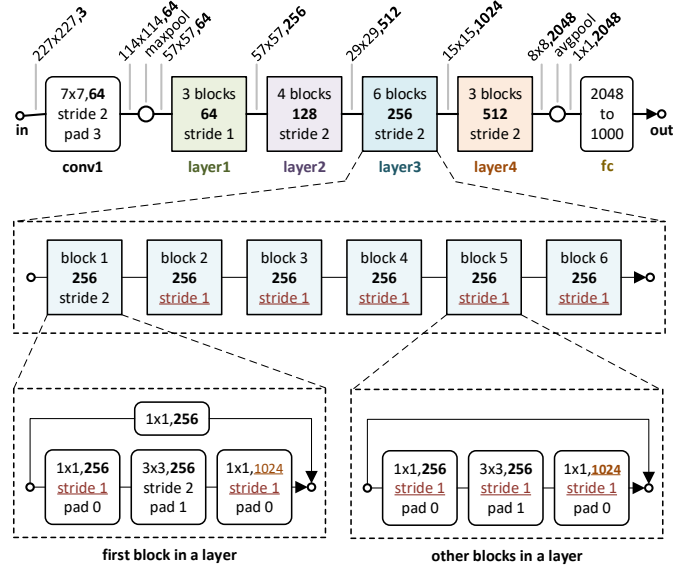 227x227,3
114x114,64
maxpool
57x57,64
57x57,256
29x29,512
15x15,1024
8x8,2048
avgpool
1x1,2048
in
7x7,64
stride 2
pad 3
conv1
3 blocks
64
stride 1
layer1
4 blocks
128
stride 2
layer2
6 blocks
256
stride 2
layer3
3 blocks
512
stride 2
layer4
2048
to
1000
fc
out
block 1
256
stride 2
block 2
256
stride 1
block 3
256
stride 1
block 4
256
stride 1
block 5
256
stride 1
block 6
256
stride 1
1x1,256
1x1,256
stride 1
pad 0
3x3,256
stride 2
pad 1
1x1,1024
stride 1
pad 0
first block in a layer
1x1,256
stride 1
pad 0
3x3,256
stride 1
pad 1
1x1,1024
stride 1
pad 0
other blocks in a layer